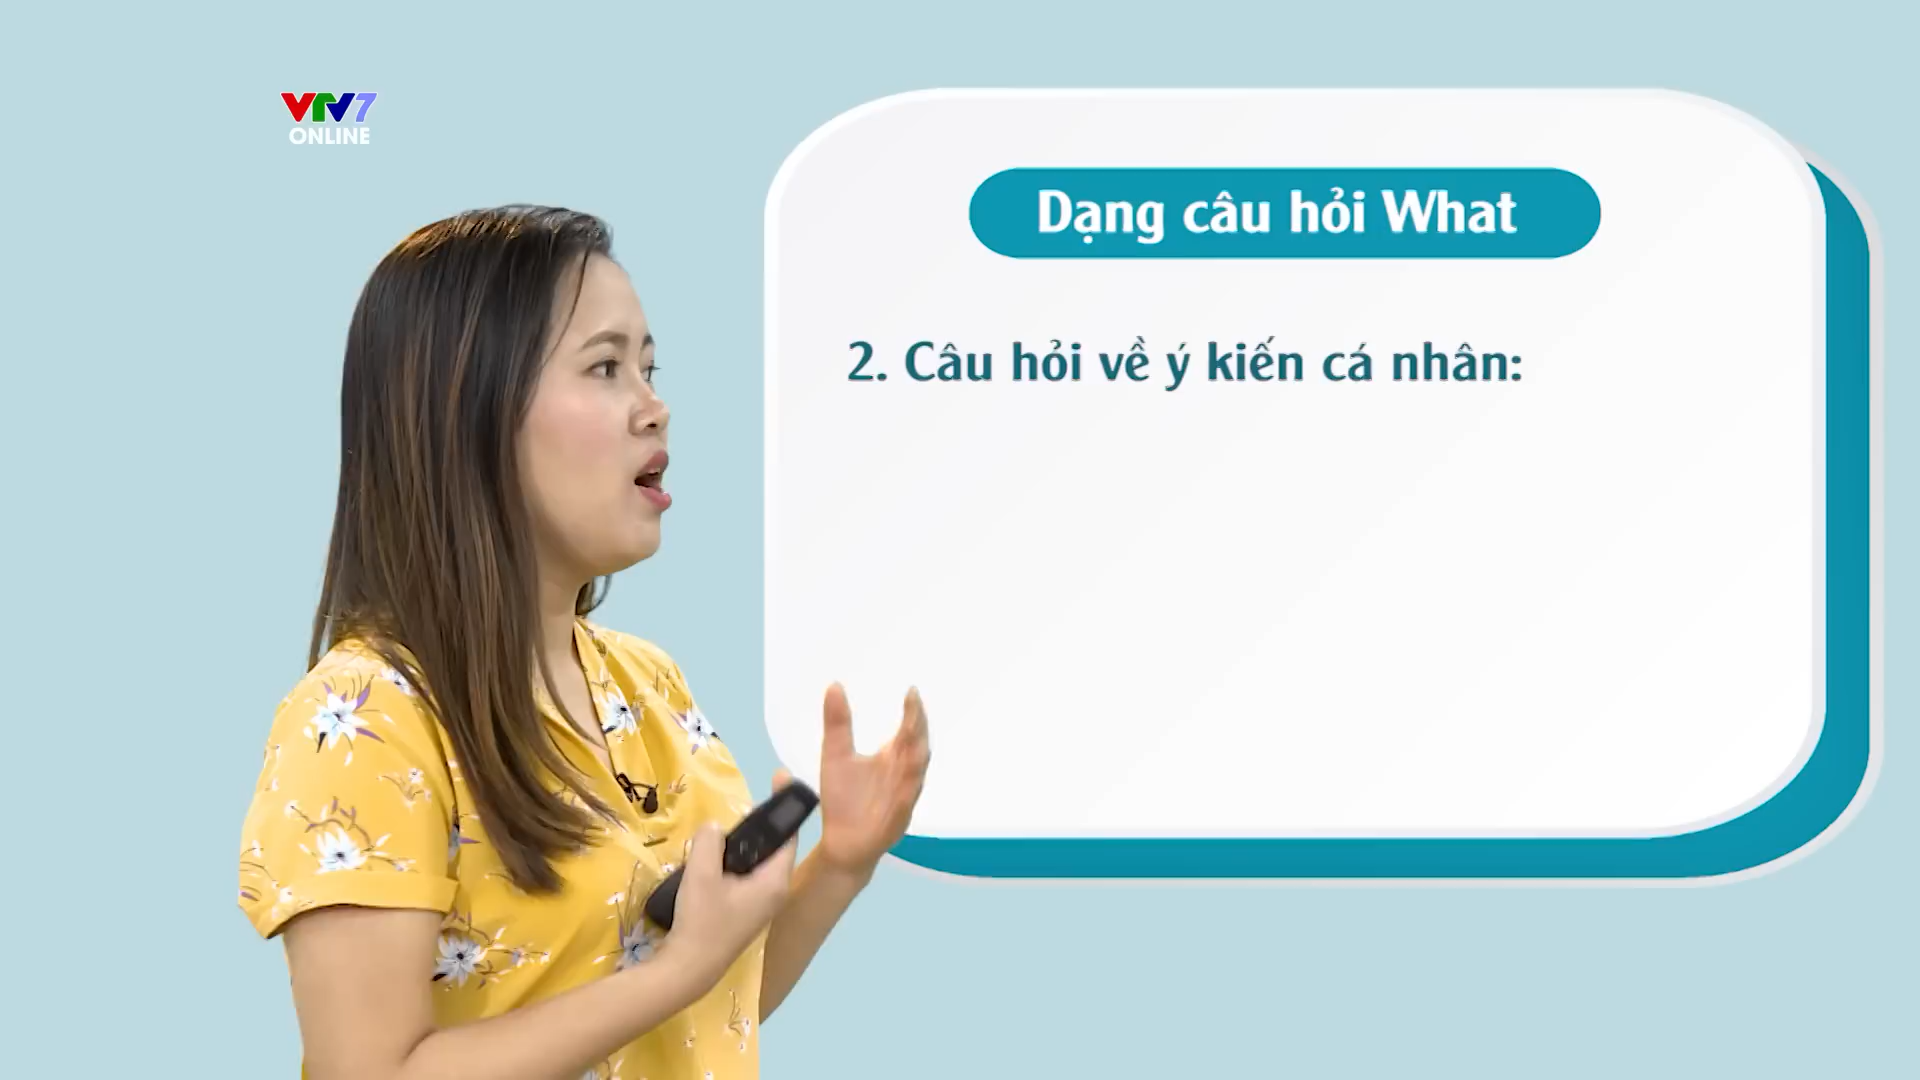 VTV7
ONLINE
Dạng câu hỏi What
2. Câu hỏi về ý kiến cá nhân: